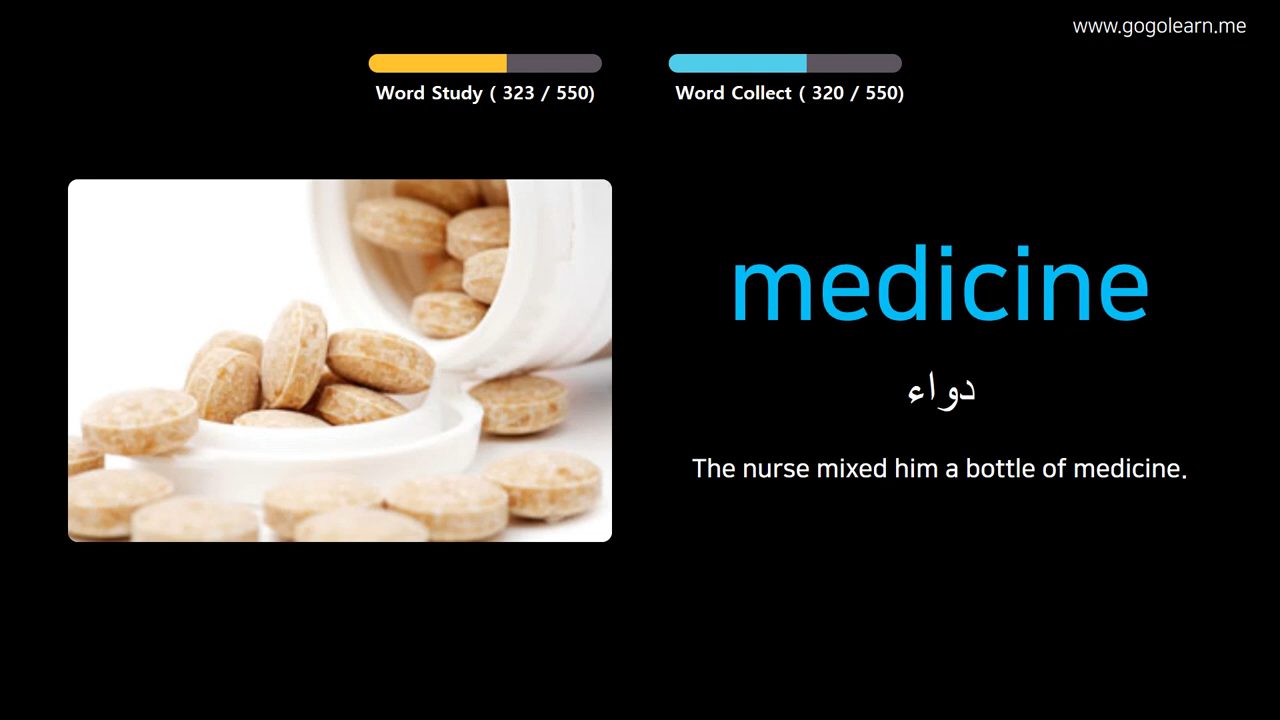 www.gogolearn.me
Word Study ( 323 / 550)
Word Collect ( 320 / 550)
medicine
دواء
The nurse mixed him a bottle of medicine.